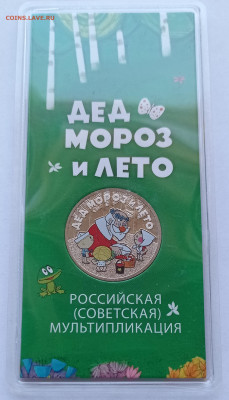 COINS.LAVE.RU
ДЕД
МОРОЗ
И ЛЕТО
ДЕД МОРОЗ И ЛЕТО
РОССИЙСКАЯ
(СОВЕТСКАЯ)
МУЛЬТИПЛИКАЦИЯ